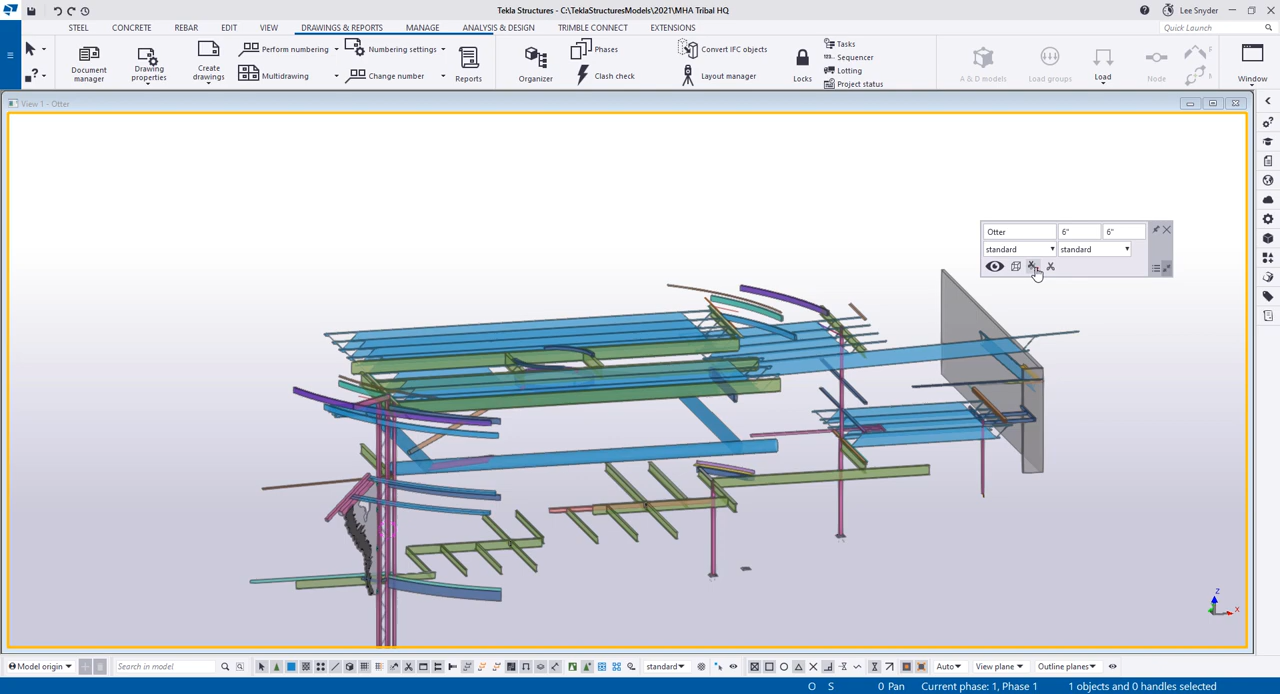 Tekla Structures - C:\TeklaStructuresModels\2021\MHA Tribal HQ
Lee Snyder
STEEL CONCRETE REBAR EDIT VIEW DRAWINGS & REPORTS MANAGE ANALYSIS & DESIGN TRIMBLE CONNECT EXTENSIONS
Quick Launch
Document manager
Drawing properties
Create drawings
Perform numbering
Multidrawing
Numbering settings
Change number
Reports
Organizer
Phases
Clash check
Convert IFC objects
Layout manager
Locks
Tasks
Sequencer
Lotting
Project status
A & D models
Load groups
Load
Node
Window
View 1 - Otter
Otter 6" 6"
standard standard
Z
X
Model origin
Search in model
standard
Auto
View plane
Outline planes
O S 0 Pan Current phase: 1, Phase 1 1 objects and 0 handles selected